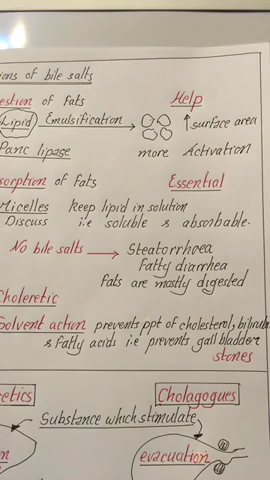 ions of bile salts
estion of Fats Help
Lipid Emulsification → ↑ surface area
Panc lipase more Activation
sorption of Fats Essential
Micelles keep lipid in solution
Discuss i.e soluble & absorbable.
No bile salts → Steatorrhoea
Fatty diarrhea
Fats are mostly digested
Choleretic
Solvent action prevents ppt of cholesterol, bilirub
& Fatty acids i.e prevents gall bladder
stones
etics Cholagogues
Substance which stimulate
evacuation